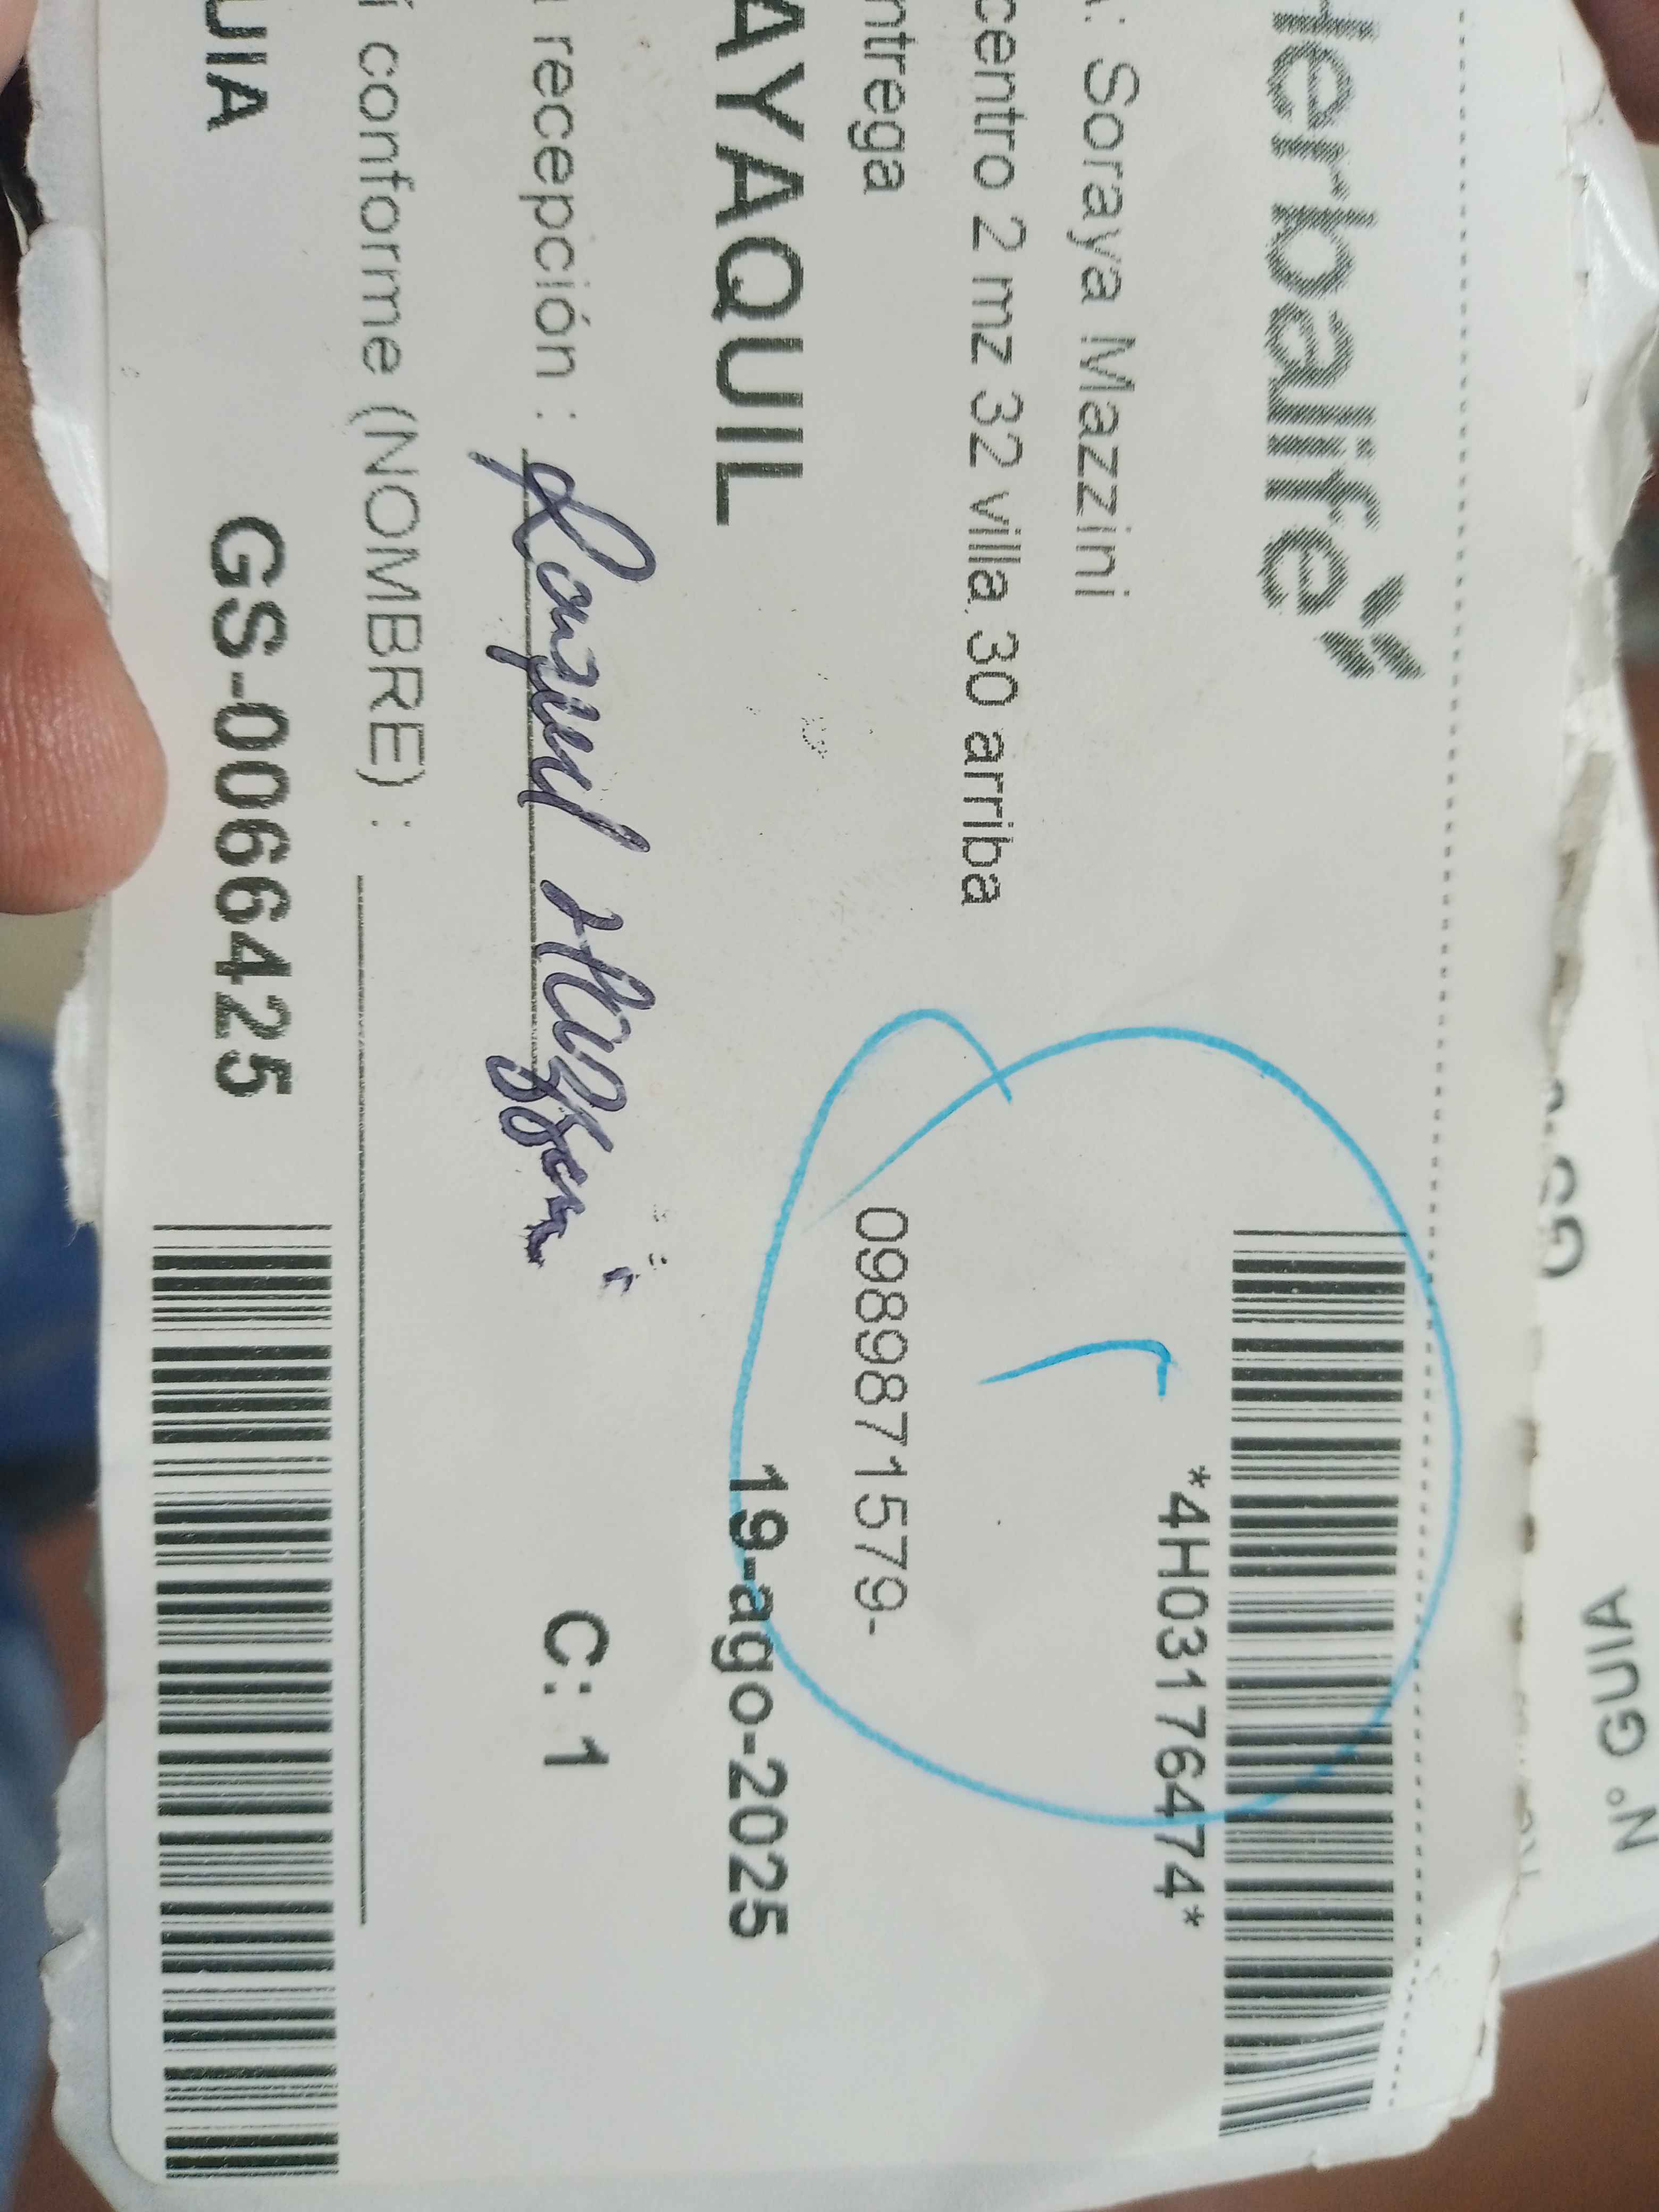 Herbalife
*4H03176474*
A: Soraya Mazzini
centro 2 mz 32 villa 30 arriba
ntrega 0989871579-
AYAQUIL 19-ago-2025
recepción : C: 1
í conforme (NOMBRE) :
UIA GS-0066425
N° GUIA